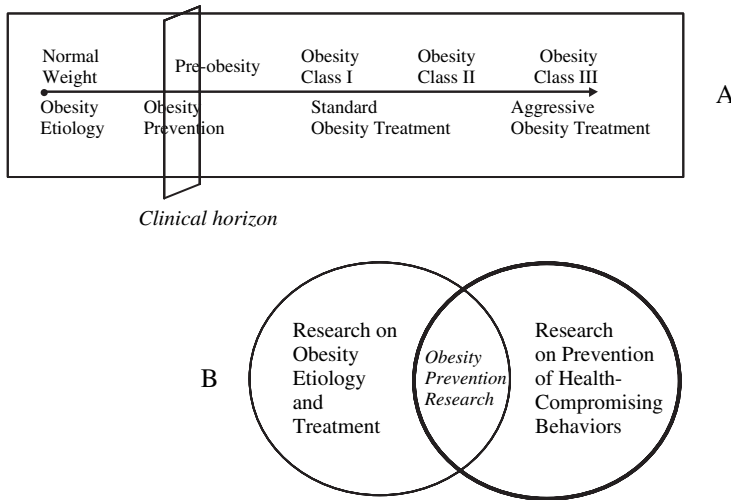 Normal
Weight
Pre-obesity
Obesity
Class I
Obesity
Class II
Obesity
Class III
A
Obesity
Etiology
Obesity
Prevention
Standard
Obesity Treatment
Aggressive
Obesity Treatment
Clinical horizon
B
Research on
Obesity
Etiology
and
Treatment
Obesity
Prevention
Research
Research
on Prevention
of Health-
Compromising
Behaviors